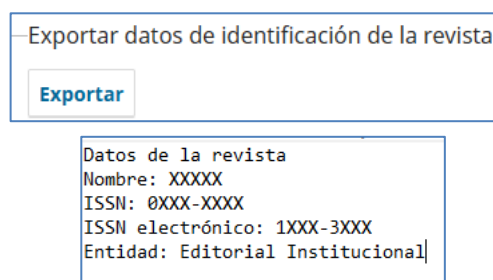 Exportar datos de identificación de la revista
Exportar
Datos de la revista
Nombre: XXXXX
ISSN: 0XXX-XXXX
ISSN electrónico: 1XXX-3XXX
Entidad: Editorial Institucional